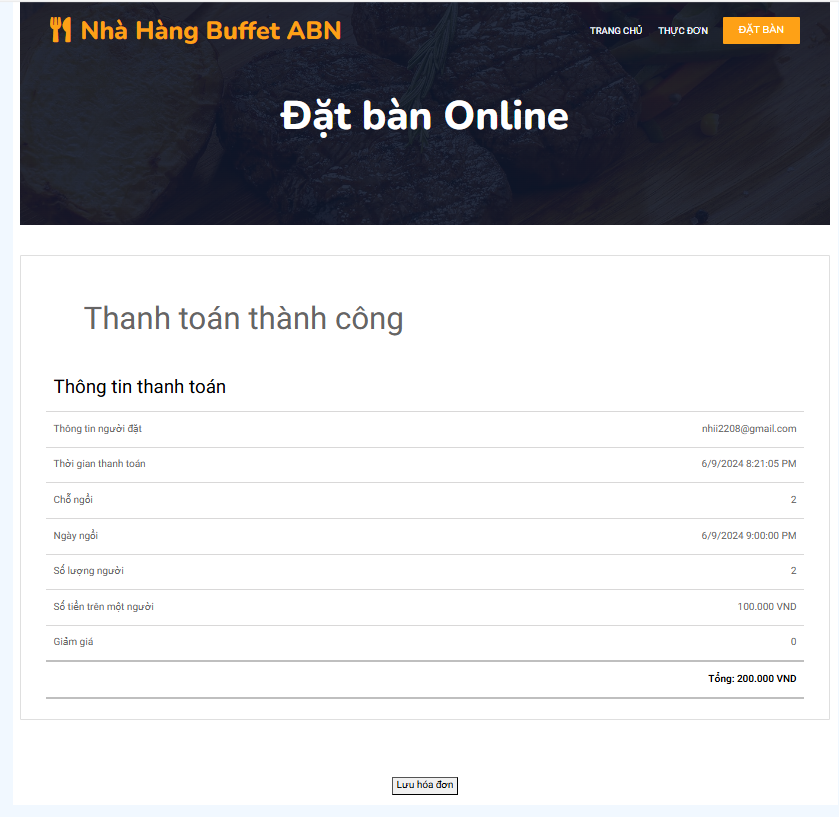 Nhà Hàng Buffet ABN
TRANG CHỦ THỰC ĐƠN ĐẶT BÀN
Đặt bàn Online
Thanh toán thành công
Thông tin thanh toán
Thông tin người đặt nhii2208@gmail.com
Thời gian thanh toán 6/9/2024 8:21:05 PM
Chỗ ngồi 2
Ngày ngồi 6/9/2024 9:00:00 PM
Số lượng người 2
Số tiền trên một người 100.000 VND
Giảm giá 0
Tổng: 200.000 VND
Lưu hóa đơn